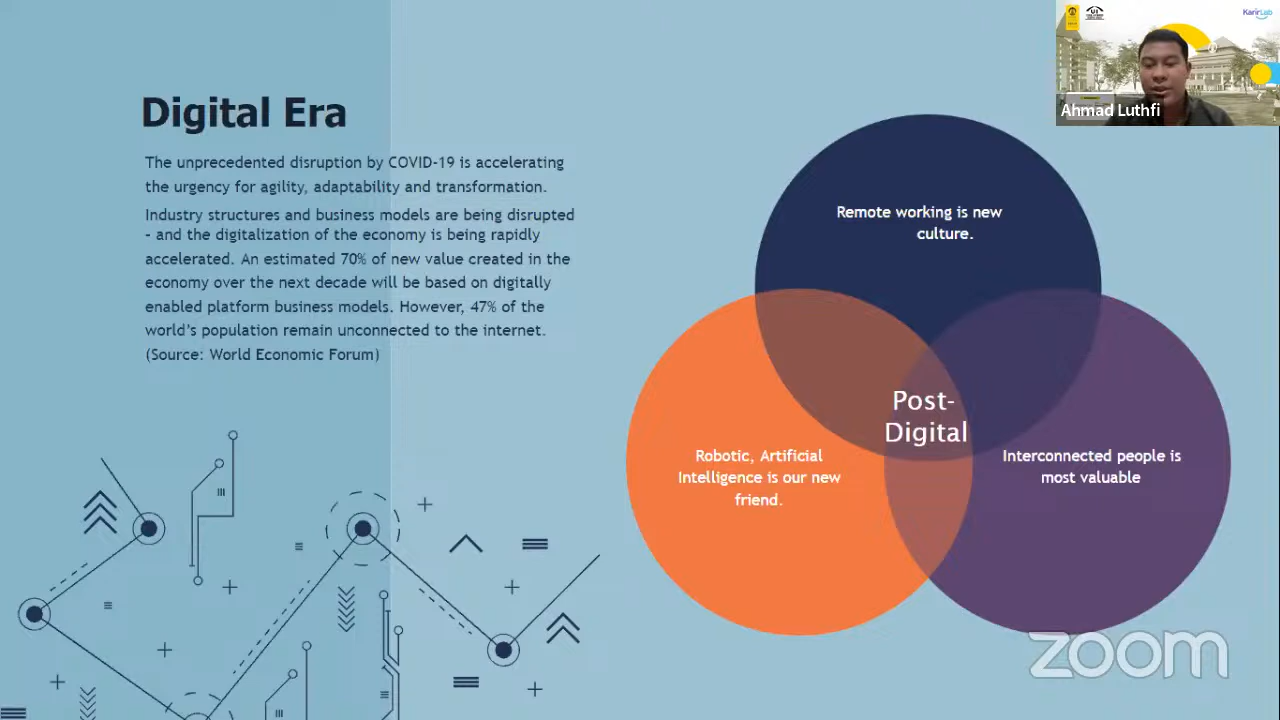 Digital Era
The unprecedented disruption by COVID-19 is accelerating
the urgency for agility, adaptability and transformation.
Industry structures and business models are being disrupted
– and the digitalization of the economy is being rapidly
accelerated. An estimated 70% of new value created in the
economy over the next decade will be based on digitally
enabled platform business models. However, 47% of the
world's population remain unconnected to the internet.
(Source: World Economic Forum)
Remote working is new
culture.
Post-
Digital
Robotic, Artificial
Intelligence is our new
friend.
Interconnected people is
most valuable
KarirLab
UI
Ahmad Luthfi
zoom